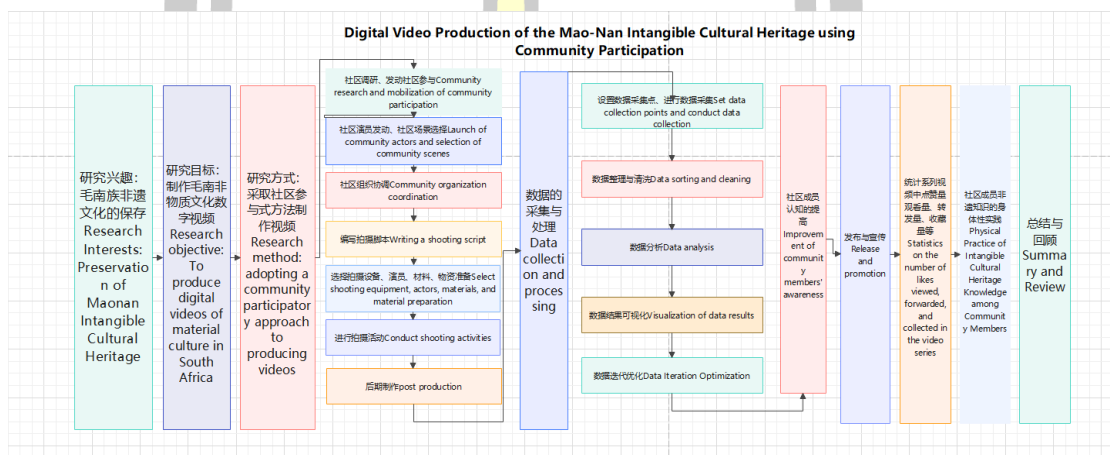 Digital Video Production of the Mao-Nan Intangible Cultural Heritage using
Community Participation
研究兴趣：
毛南族非遗
文化的保存
Research
Interests:
Preservatio
n of
Maonan
Intangible
Cultural
Heritage
研究目标：
制作毛南非
物质文化数
字视频
Research
objective:
To
produce
digital
videos of
material
culture in
South
Africa
研究方式：
采取社区参
与式方法制
作视频
Research
method:
adopting a
community
participator
y approach
to
producing
videos
社区调研、发动社区参与Community
research and mobilization of community
participation
社区演员发动、社区场景选择Launch of
community actors and selection of
community scenes
社区组织协调Community organization
coordination
编写拍摄脚本Writing a shooting script
选择拍摄设备、演员、材料、物资准备Select
shooting equipment, actors, materials, and
material preparation
进行拍摄活动Conduct shooting activities
后期制作post production
数据的
采集与
处理
Data
collecti
on and
proces
sing
设置数据采集点、进行数据采集Set data
collection points and conduct data
collection
数据整理与清洗Data sorting and cleaning
数据分析Data analysis
数据结果可视化Visualization of data results
数据迭代优化Data Iteration Optimization
社区成员
认知的提
高
Improvem
ent of
communit
y
members'
awareness
发布与宣传
Release
and
promotion
统计系列视
频中点赞量
观看量、转
发量、收藏
量等
Statistics
on the
number of
likes
viewed,
forwarded,
and
collected in
the video
series
社区成员非
遗知识的身
体性实践
Physical
Practice of
Intangible
Cultural
Heritage
Knowledge
among
Communit
y Members
总结与
回顾
Summa
ry and
Review